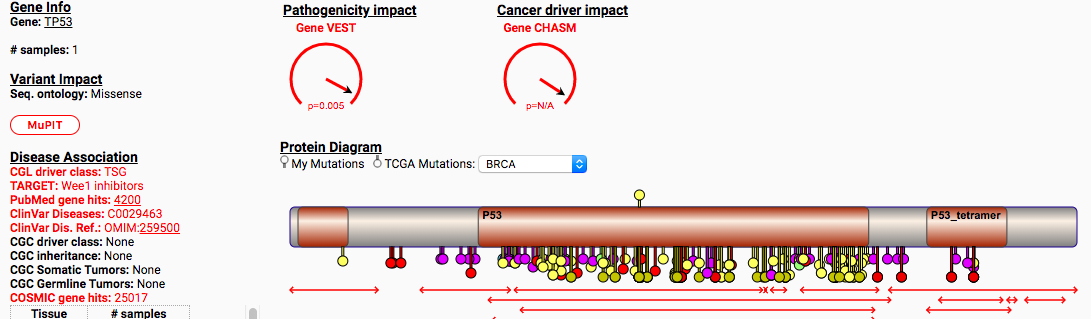 Gene Info
Gene: TP53
# samples: 1
Variant Impact
Seq. ontology: Missense
MuPIT
Disease Association
CGL driver class: TSG
TARGET: Wee1 inhibitors
PubMed gene hits: 4200
ClinVar Diseases: C0029463
ClinVar Dis. Ref.: OMIM:259500
CGC driver class: None
CGC inheritance: None
CGC Somatic Tumors: None
CGC Germline Tumors: None
COSMIC gene hits: 25017
Tissue # samples
Pathogenicity impact
Gene VEST
p=0.005
Cancer driver impact
Gene CHASM
p=N/A
Protein Diagram
My Mutations TCGA Mutations: BRCA
P53 P53_tetramer